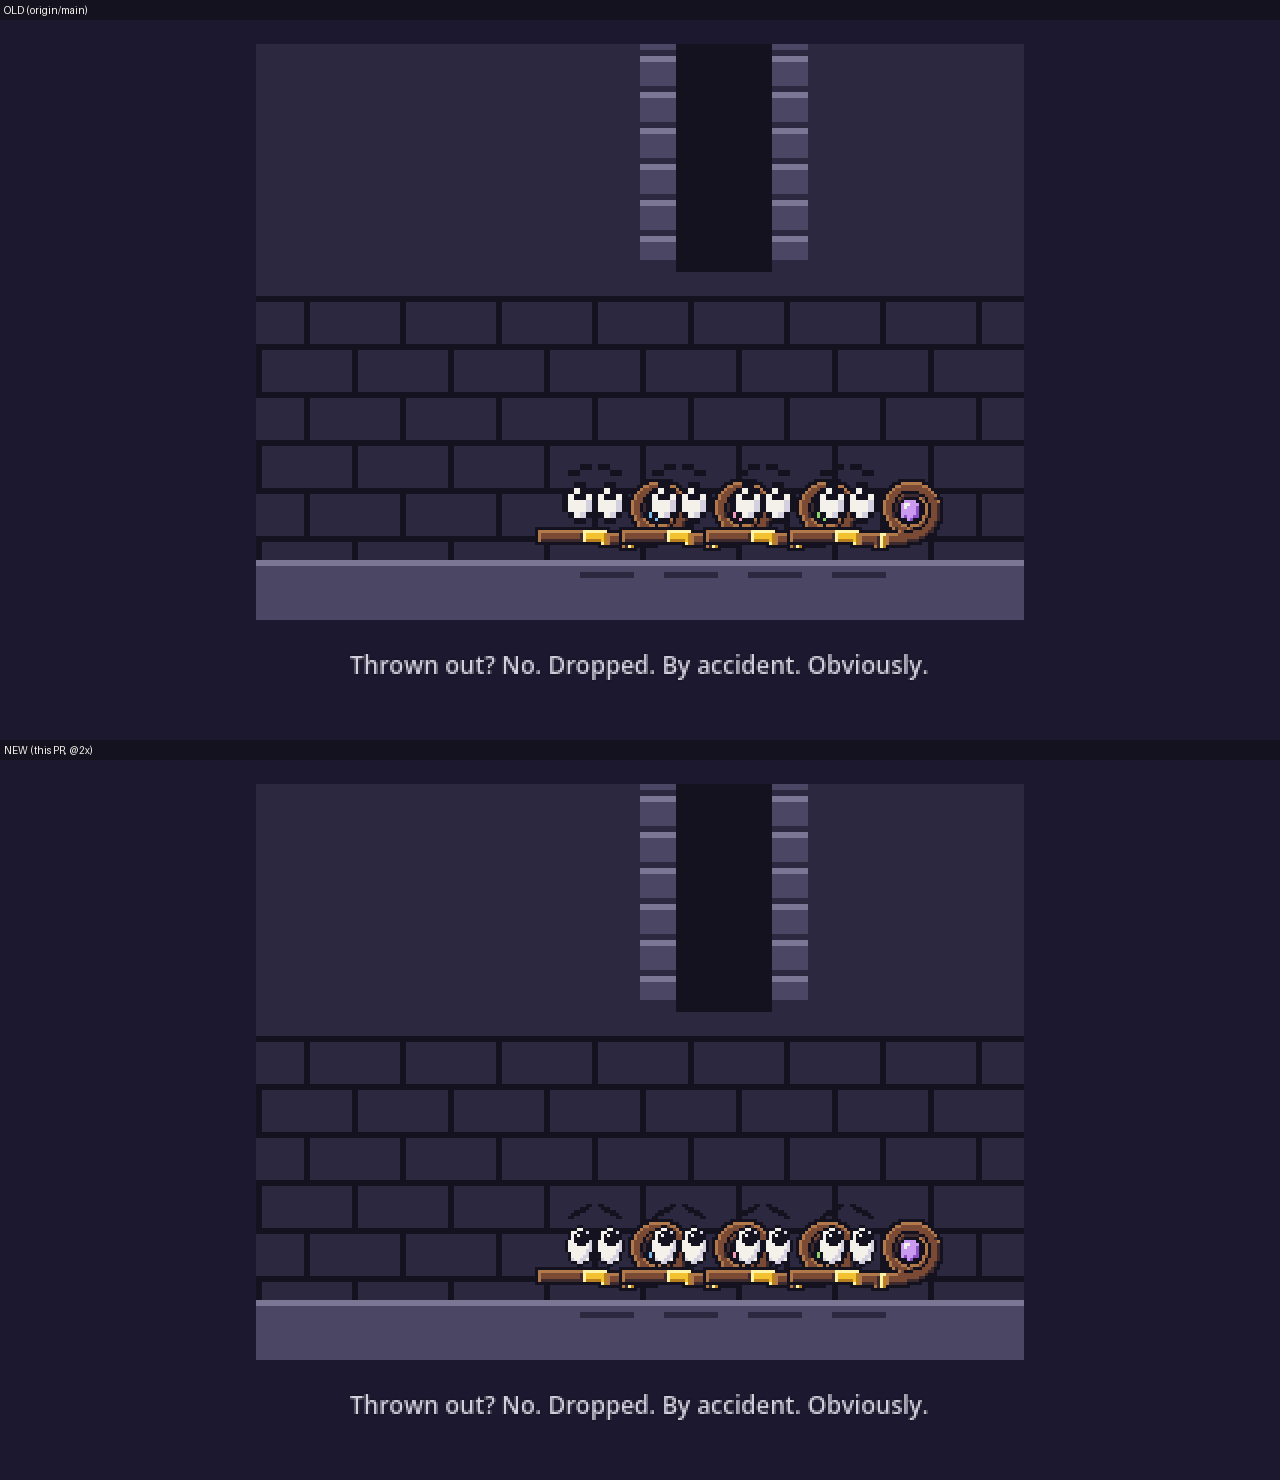 OLD (origin/main)
Thrown out? No. Dropped. By accident. Obviously.
NEW (this PR, @2x)
Thrown out? No. Dropped. By accident. Obviously.